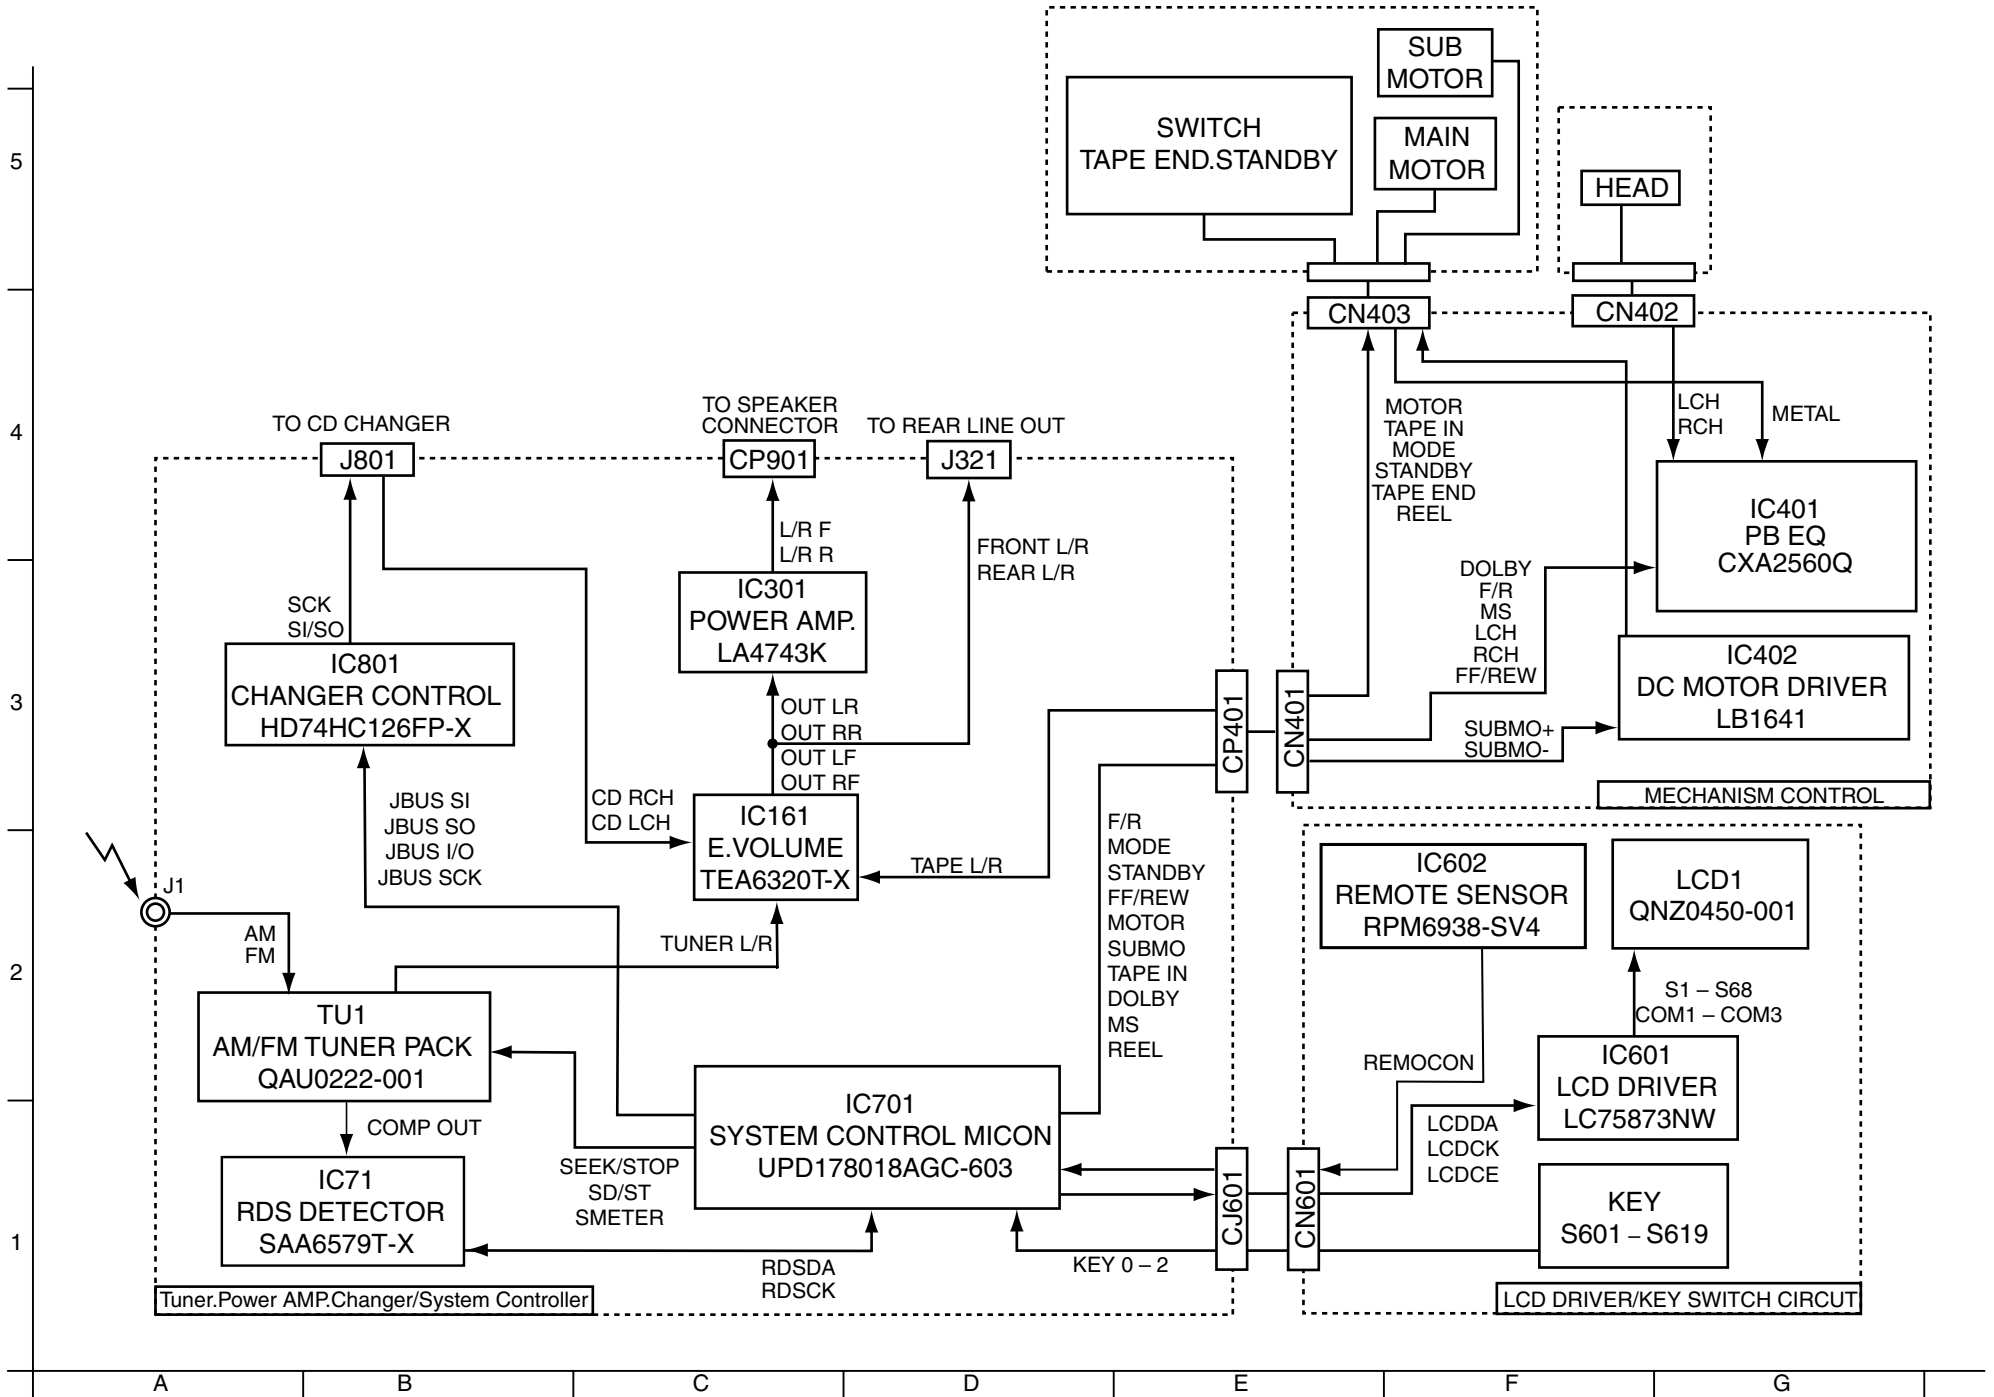 SUB
MOTOR
SWITCH
TAPE END.STANDBY
MAIN
MOTOR
HEAD
5
CN403
CN402
4
TO CD CHANGER
J801
TO SPEAKER
CONNECTOR
CP901
TO REAR LINE OUT
J321
MOTOR
TAPE IN
MODE
STANDBY
TAPE END
REEL
LCH
RCH
METAL
IC401
PB EQ
CXA2560Q
L/R F
L/R R
FRONT L/R
REAR L/R
SCK
SI/SO
IC301
POWER AMP.
LA4743K
DOLBY
F/R
MS
LCH
RCH
FF/REW
3
IC801
CHANGER CONTROL
HD74HC126FP-X
OUT LR
OUT RR
OUT LF
OUT RF
CP401
CN401
SUBMO+
SUBMO-
IC402
DC MOTOR DRIVER
LB1641
MECHANISM CONTROL
JBUS SI
JBUS SO
JBUS I/O
JBUS SCK
CD RCH
CD LCH
IC161
E.VOLUME
TEA6320T-X
TAPE L/R
F/R
MODE
STANDBY
FF/REW
MOTOR
SUBMO
TAPE IN
DOLBY
MS
REEL
IC602
REMOTE SENSOR
RPM6938-SV4
LCD1
QNZ0450-001
J1
AM
FM
TUNER L/R
2
S1 – S68
COM1 – COM3
TU1
AM/FM TUNER PACK
QAU0222-001
REMOCON
IC601
LCD DRIVER
LC75873NW
COMP OUT
IC701
SYSTEM CONTROL MICON
UPD178018AGC-603
LCDDA
LCDCK
LCDCE
SEEK/STOP
SD/ST
SMETER
IC71
RDS DETECTOR
SAA6579T-X
CJ601
CN601
KEY
S601 – S619
1
RDSDA
RDSCK
KEY 0 – 2
Tuner.Power AMP.Changer/System Controller
LCD DRIVER/KEY SWITCH CIRCUT
A B C D E F G